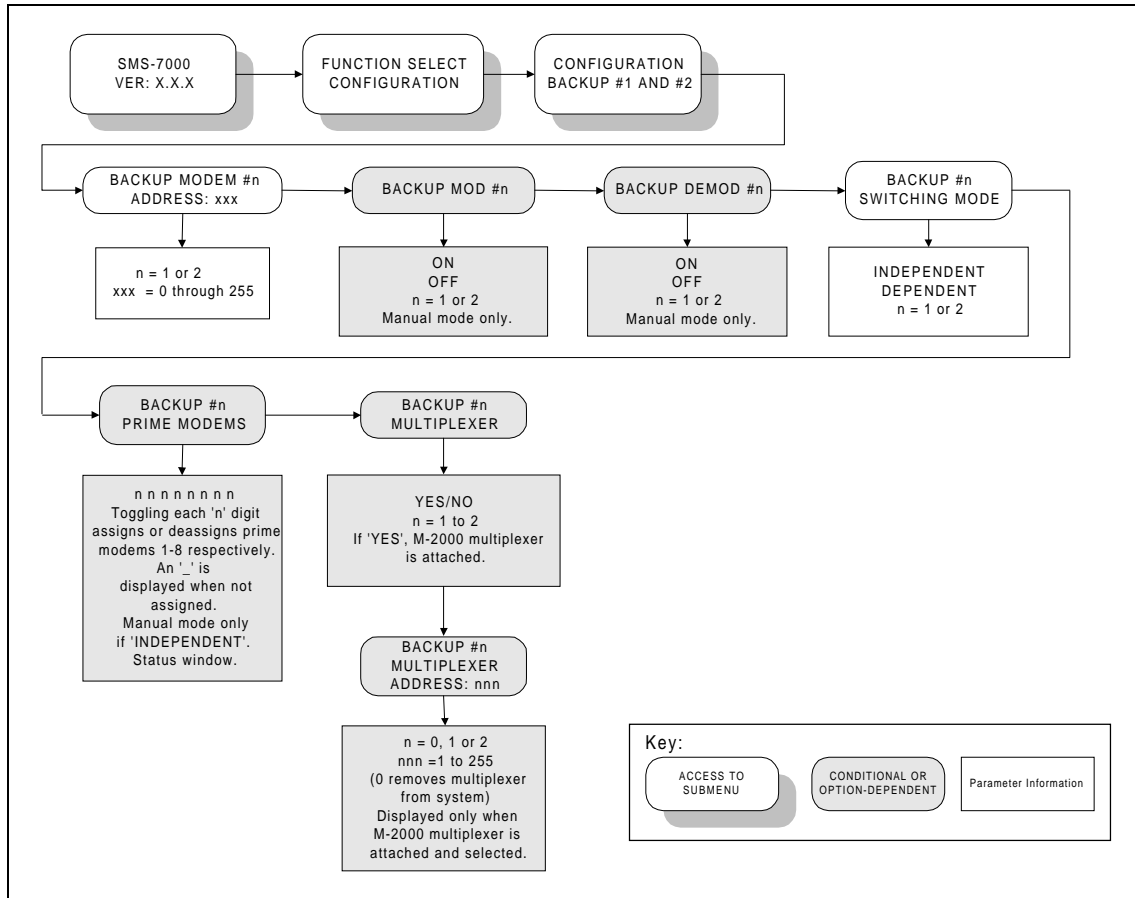 SMS-7000
VER: X.X.X
FUNCTION SELECT
CONFIGURATION
CONFIGURATION
BACKUP #1 AND #2
BACKUP MODEM #n
ADDRESS: xxx
BACKUP MOD #n
BACKUP DEMOD #n
BACKUP #n
SWITCHING MODE
n = 1 or 2
xxx = 0 through 255
ON
OFF
n = 1 or 2
Manual mode only.
ON
OFF
n = 1 or 2
Manual mode only.
INDEPENDENT
DEPENDENT
n = 1 or 2
BACKUP #n
PRIME MODEMS
BACKUP #n
MULTIPLEXER
n n n n n n n n
Toggling each 'n' digit
assigns or deassigns prime
modems 1-8 respectively.
An '_' is
displayed when not
assigned.
Manual mode only
if 'INDEPENDENT'.
Status window.
YES/NO
n = 1 to 2
If 'YES', M-2000 multiplexer
is attached.
BACKUP #n
MULTIPLEXER
ADDRESS: nnn
n = 0, 1 or 2
nnn =1 to 255
(0 removes multiplexer
from system)
Displayed only when
M-2000 multiplexer is
attached and selected.
Key:
ACCESS TO
SUBMENU
CONDITIONAL OR
OPTION-DEPENDENT
Parameter Information